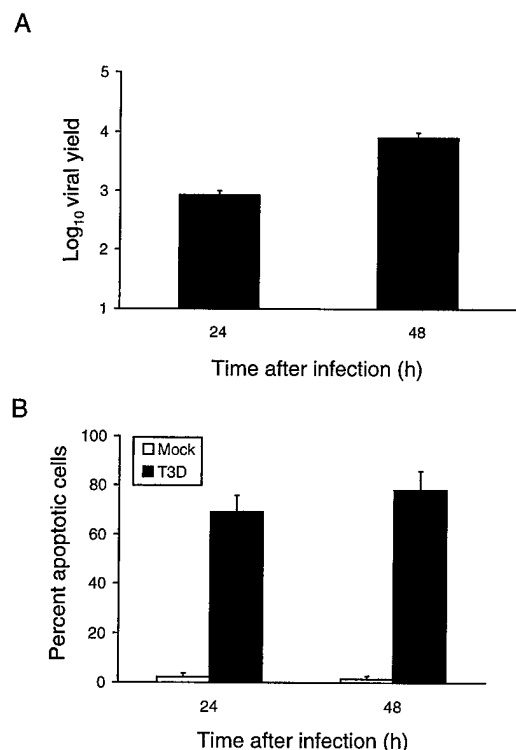 A
Log10 viral yield
5
4
3
2
1
24
48
Time after infection (h)
B
Percent apoptotic cells
100
80
60
40
20
0
Mock
T3D
24
48
Time after infection (h)